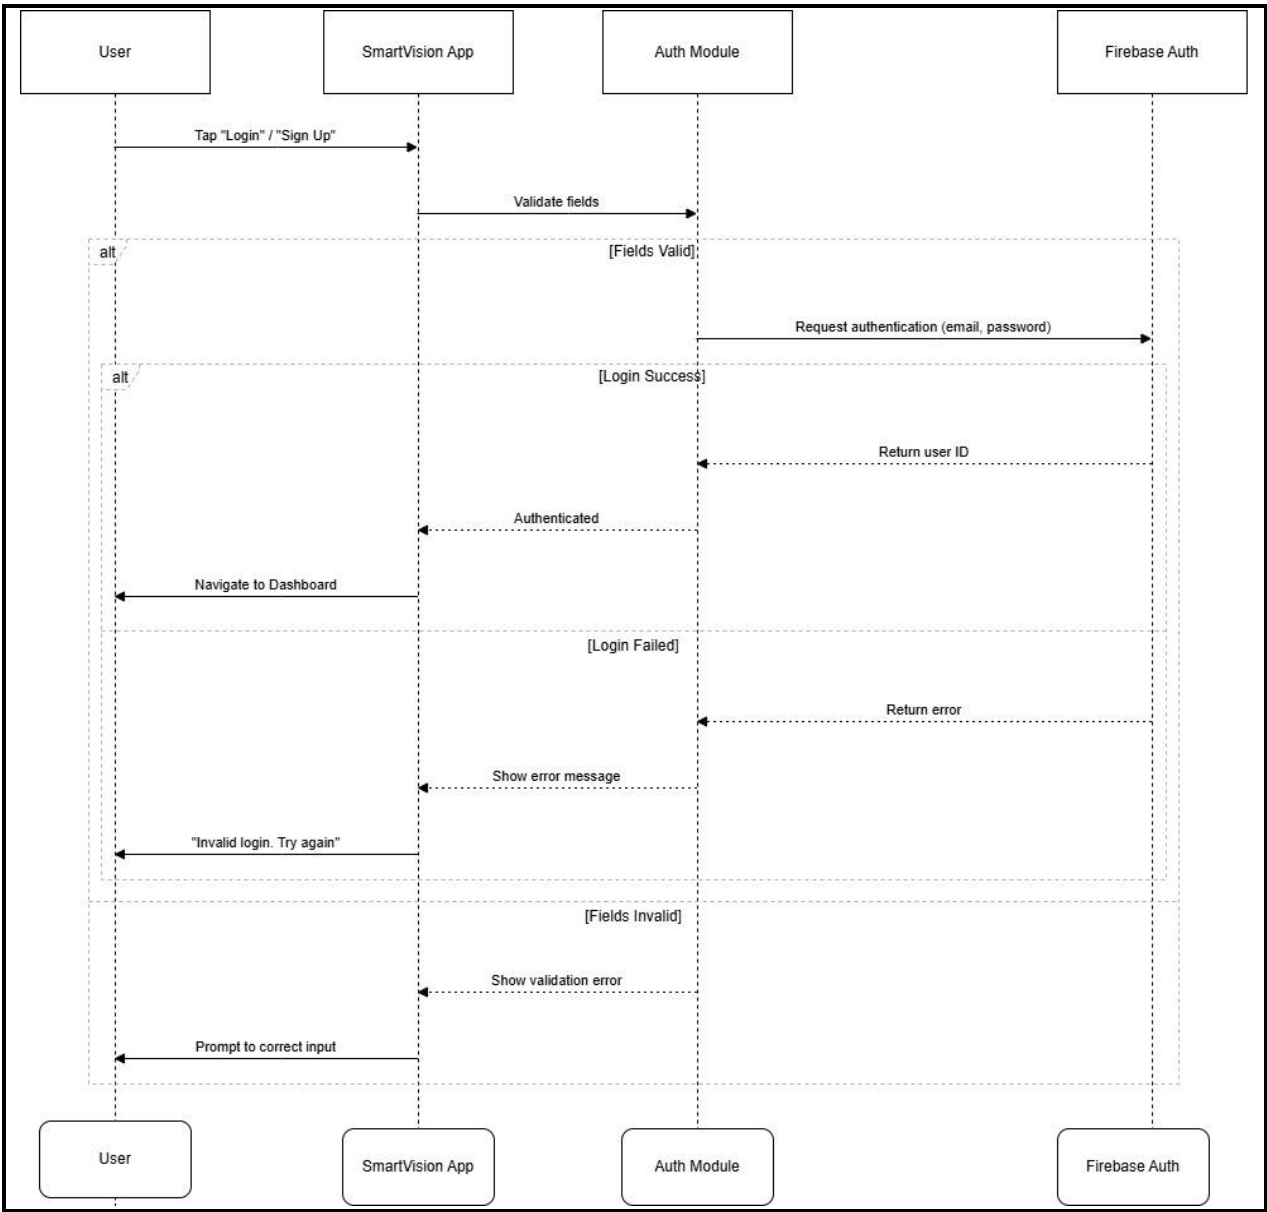 User
SmartVision App
Auth Module
Firebase Auth
Tap "Login" / "Sign Up"
Validate fields
alt
[Fields Valid]
Request authentication (email, password)
alt
[Login Success]
Return user ID
Authenticated
Navigate to Dashboard
[Login Failed]
Return error
Show error message
"Invalid login. Try again"
[Fields Invalid]
Show validation error
Prompt to correct input
User
SmartVision App
Auth Module
Firebase Auth